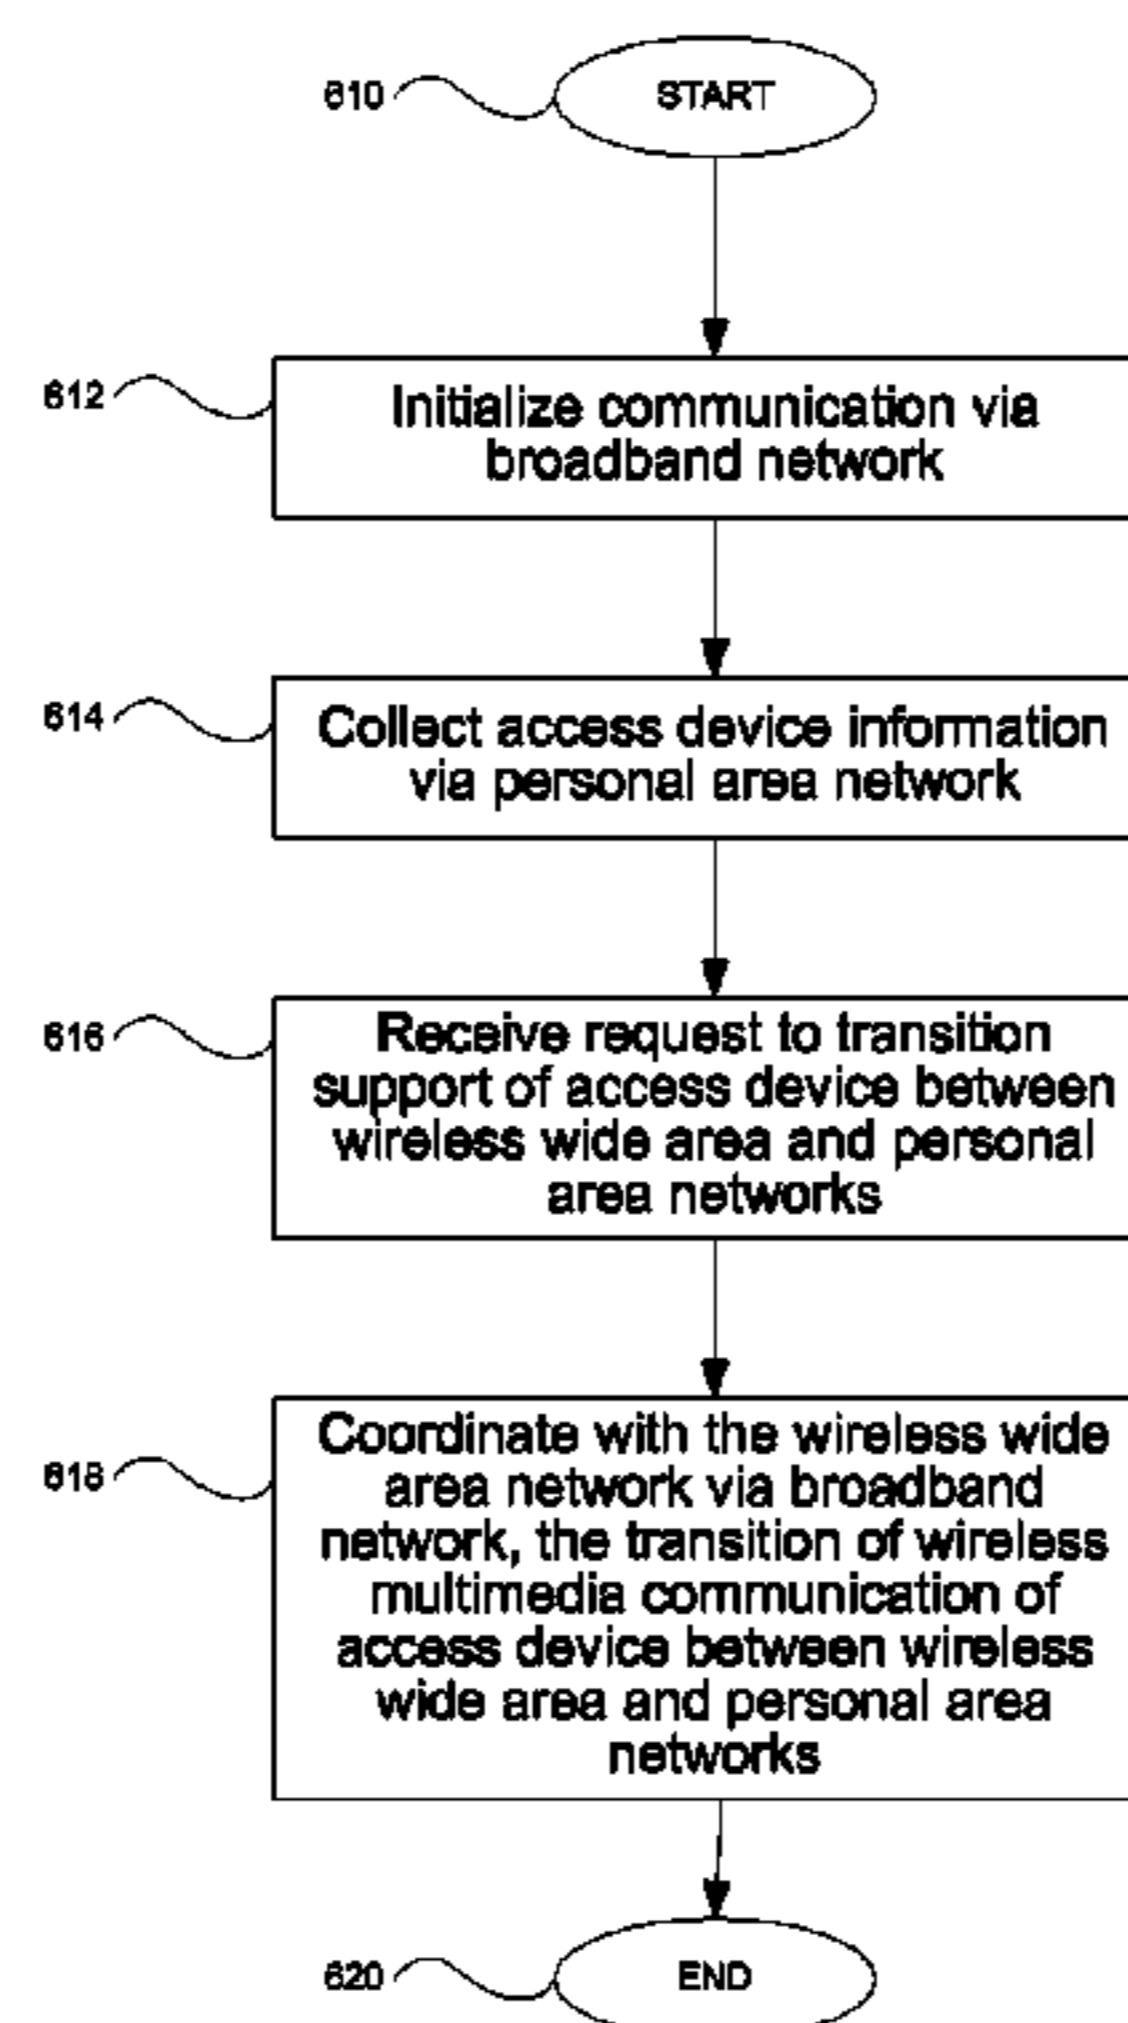 610
START
612
Initialize communication via
broadband network
614
Collect access device information
via personal area network
616
Receive request to transition
support of access device between
wireless wide area and personal
area networks
618
Coordinate with the wireless wide
area network via broadband
network, the transition of wireless
multimedia communication of
access device between wireless
wide area and personal area
networks
620
END